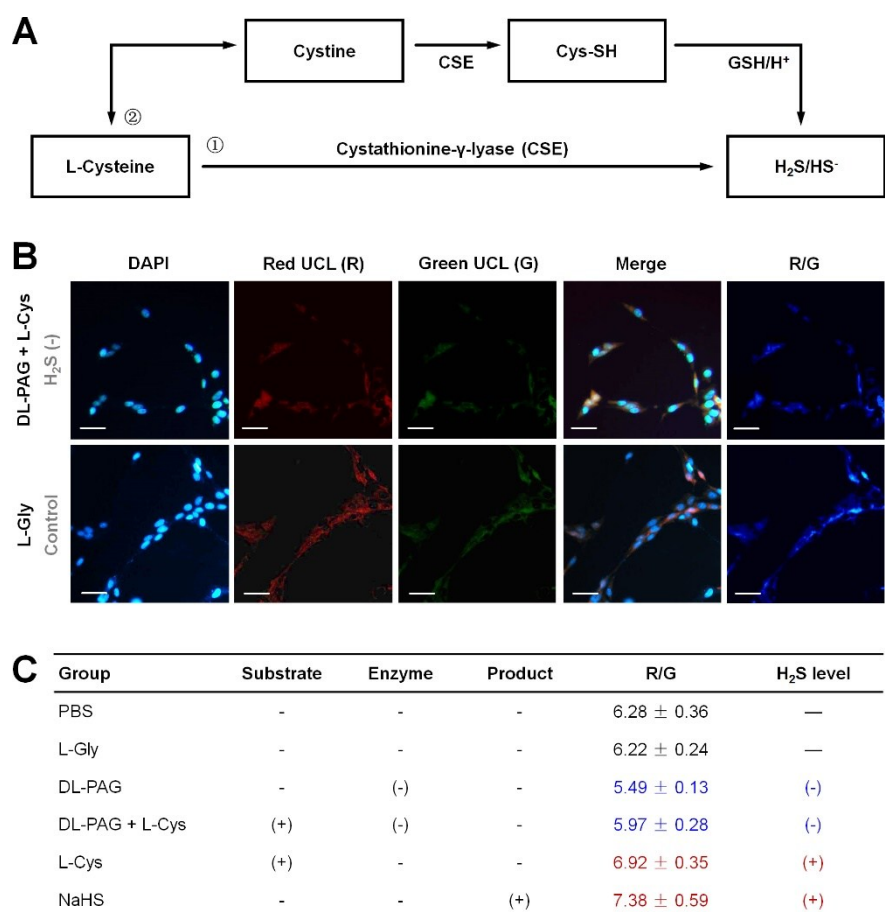 A
Cystine
CSE
Cys-SH
GSH/H⁺
②
①
L-Cysteine
Cystathionine-γ-lyase (CSE)
H₂S/HS⁻
B
DAPI Red UCL (R) Green UCL (G) Merge R/G
DL-PAG + L-Cys
H₂S (-)
L-Gly
Control
C
Group Substrate Enzyme Product R/G H₂S level
PBS - - - 6.28 ± 0.36 —
L-Gly - - - 6.22 ± 0.24 —
DL-PAG - (-) - 5.49 ± 0.13 (-)
DL-PAG + L-Cys (+) (-) - 5.97 ± 0.28 (-)
L-Cys (+) - - 6.92 ± 0.35 (+)
NaHS - - (+) 7.38 ± 0.59 (+)